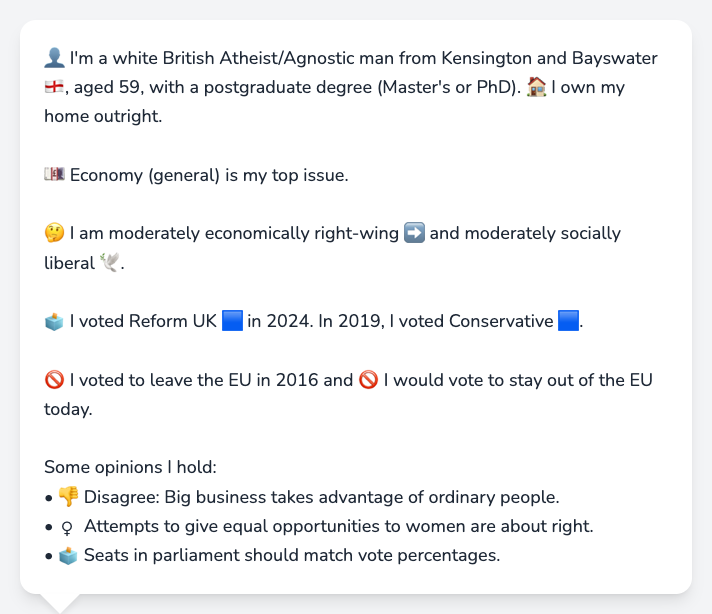 👤 I'm a white British Atheist/Agnostic man from Kensington and Bayswater
🏴󠁧󠁢󠁥󠁮󠁧󠁿, aged 59, with a postgraduate degree (Master's or PhD). 🏠 I own my
home outright.
💷 Economy (general) is my top issue.
🤔 I am moderately economically right-wing ➡️ and moderately socially
liberal 🕊️.
🗳️ I voted Reform UK 🟦 in 2024. In 2019, I voted Conservative 🟦.
🚫 I voted to leave the EU in 2016 and 🚫 I would vote to stay out of the EU
today.
Some opinions I hold:
• 👎 Disagree: Big business takes advantage of ordinary people.
• ♀ Attempts to give equal opportunities to women are about right.
• 🗳️ Seats in parliament should match vote percentages.